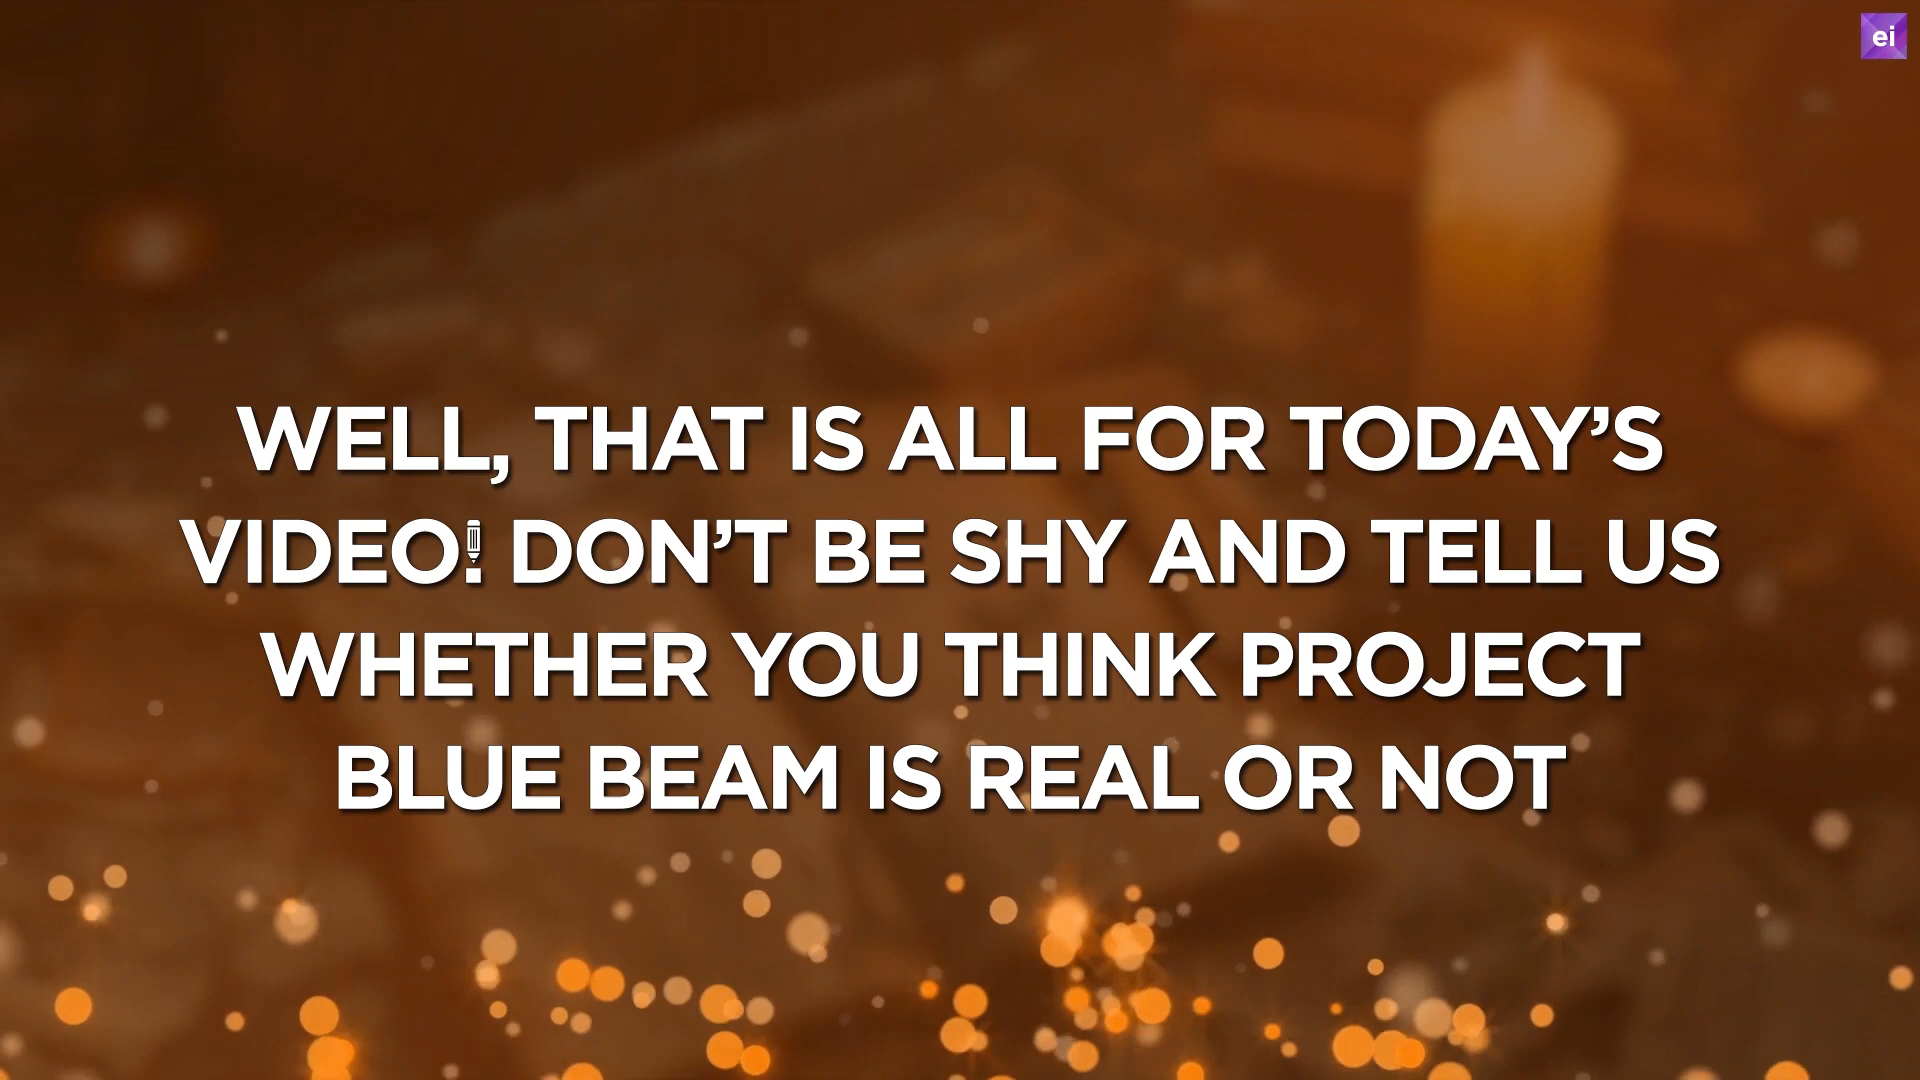 ei
WELL, THAT IS ALL FOR TODAY’S
VIDEO! DON’T BE SHY AND TELL US
WHETHER YOU THINK PROJECT
BLUE BEAM IS REAL OR NOT